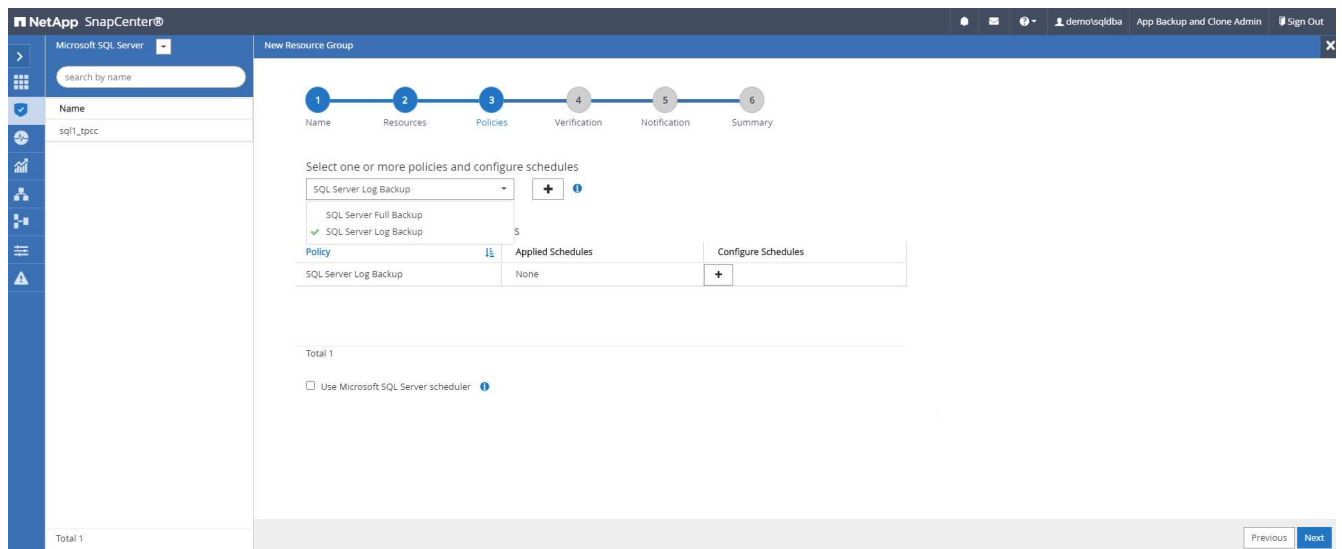 NetApp SnapCenter®
demo\sqldba App Backup and Clone Admin Sign Out
Microsoft SQL Server
New Resource Group
search by name
Name
sql1_tpcc
1 2 3 4 5 6
Name Resources Policies Verification Notification Summary
Select one or more policies and configure schedules
SQL Server Log Backup
SQL Server Full Backup
SQL Server Log Backup
s
Policy Applied Schedules Configure Schedules
SQL Server Log Backup None +
Total 1
Use Microsoft SQL Server scheduler
Total 1
Previous Next